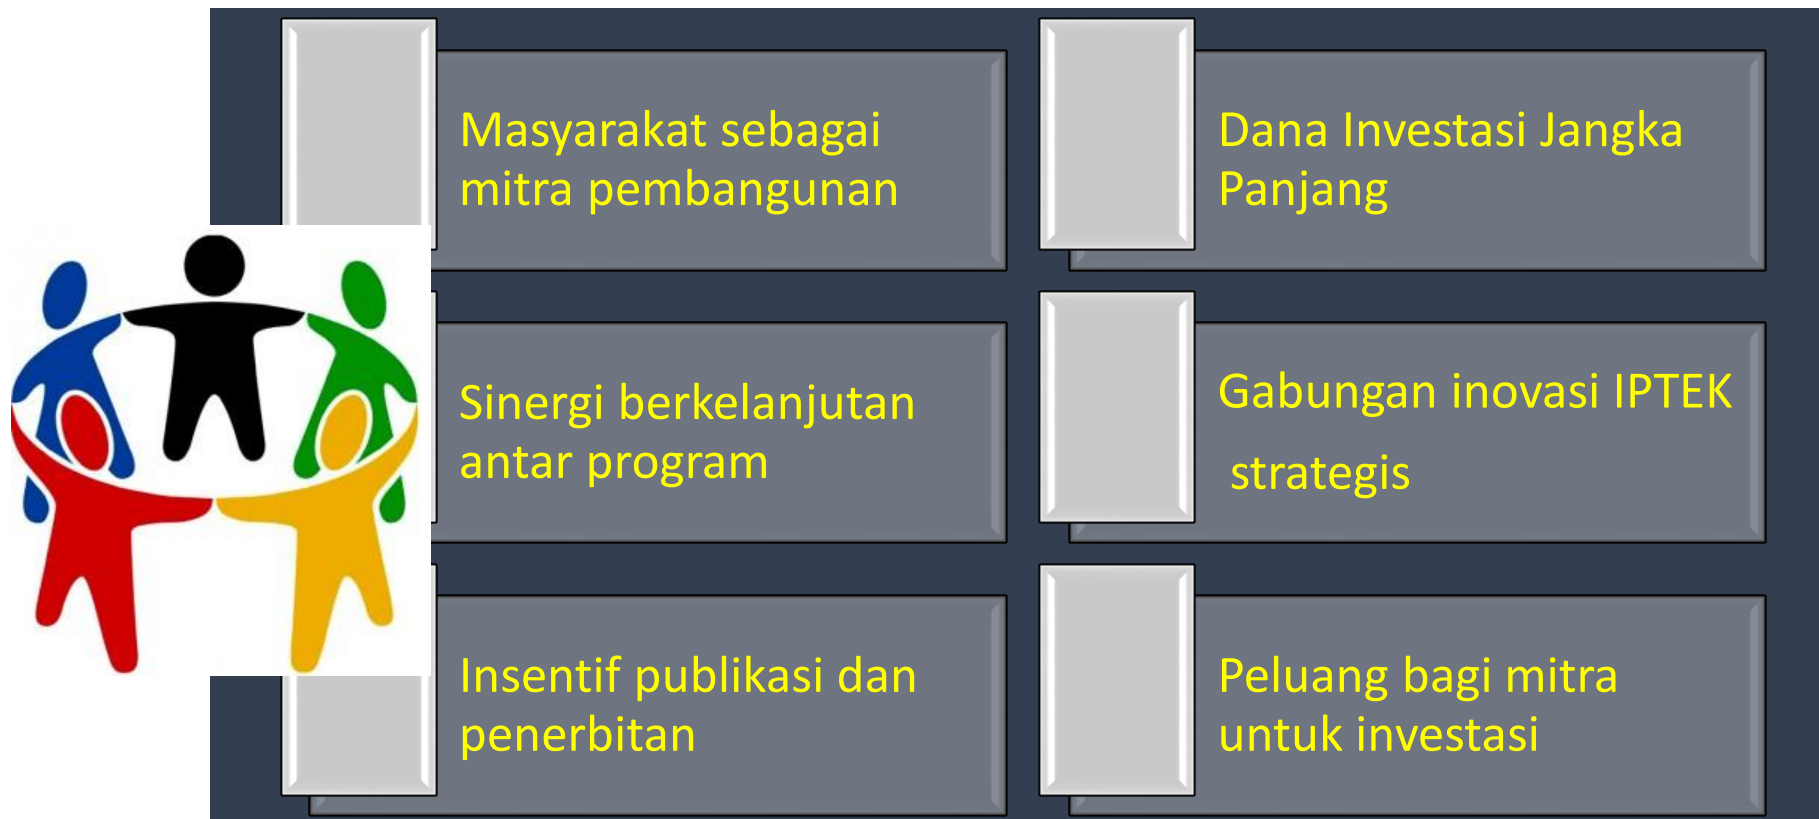 Masyarakat sebagai
mitra pembangunan
Dana Investasi Jangka
Panjang
Sinergi berkelanjutan
antar program
Gabungan inovasi IPTEK
strategis
Insentif publikasi dan
penerbitan
Peluang bagi mitra
untuk investasi